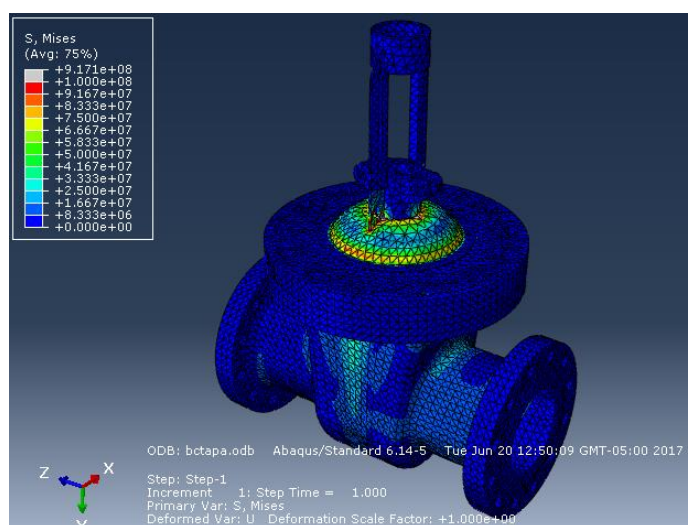 S, Mises
(Avg: 75%)
+9.171e+08
+1.000e+08
+9.167e+07
+8.333e+07
+7.500e+07
+6.667e+07
+5.833e+07
+5.000e+07
+4.167e+07
+3.333e+07
+2.500e+07
+1.667e+07
+8.333e+06
+0.000e+00
Z
X
Y
ODB: bctapa.odb Abaqus/Standard 6.14-5 Tue Jun 20 12:50:09 GMT-05:00 2017
Step: Step-1
Increment 1: Step Time = 1.000
Primary Var: S, Mises
Deformed Var: U Deformation Scale Factor: +1.000e+00